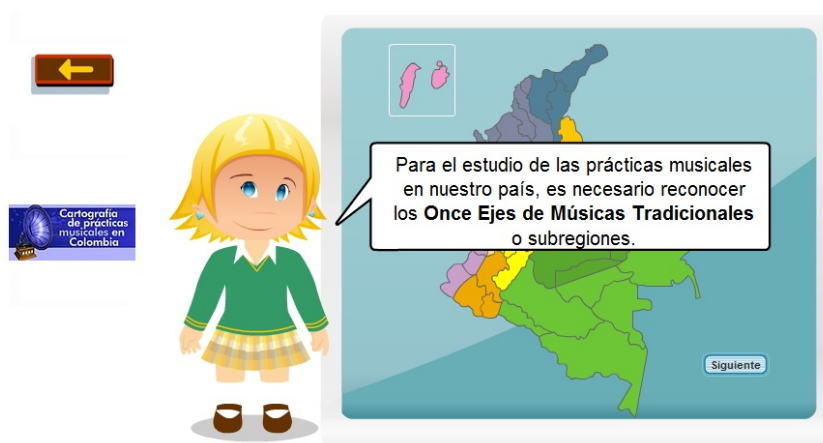 Para el estudio de las prácticas musicales
en nuestro país, es necesario reconocer
los Once Ejes de Músicas Tradicionales
o subregiones.
Cartografía
de prácticas
musicales en
Colombia
Siguiente